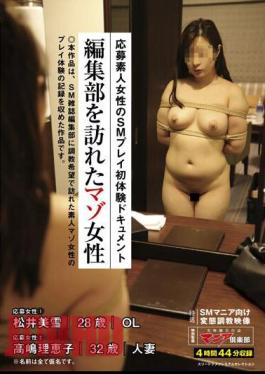 応募素人女性のSMプレイ初体験ドキュメント
編集部を訪れたマゾ女性
◎本作品は、SM雑誌編集部に調教希望で訪れた素人マゾ女性の
プレイ体験の記録を収めた作品です。
応募女性1
松井美雪│28歳│OL
応募女性2
高嶋理恵子│32歳│人妻
※名前は全て仮名です。
SMマニア向け
変態調教映像
マニア倶楽部
4時間44分収録